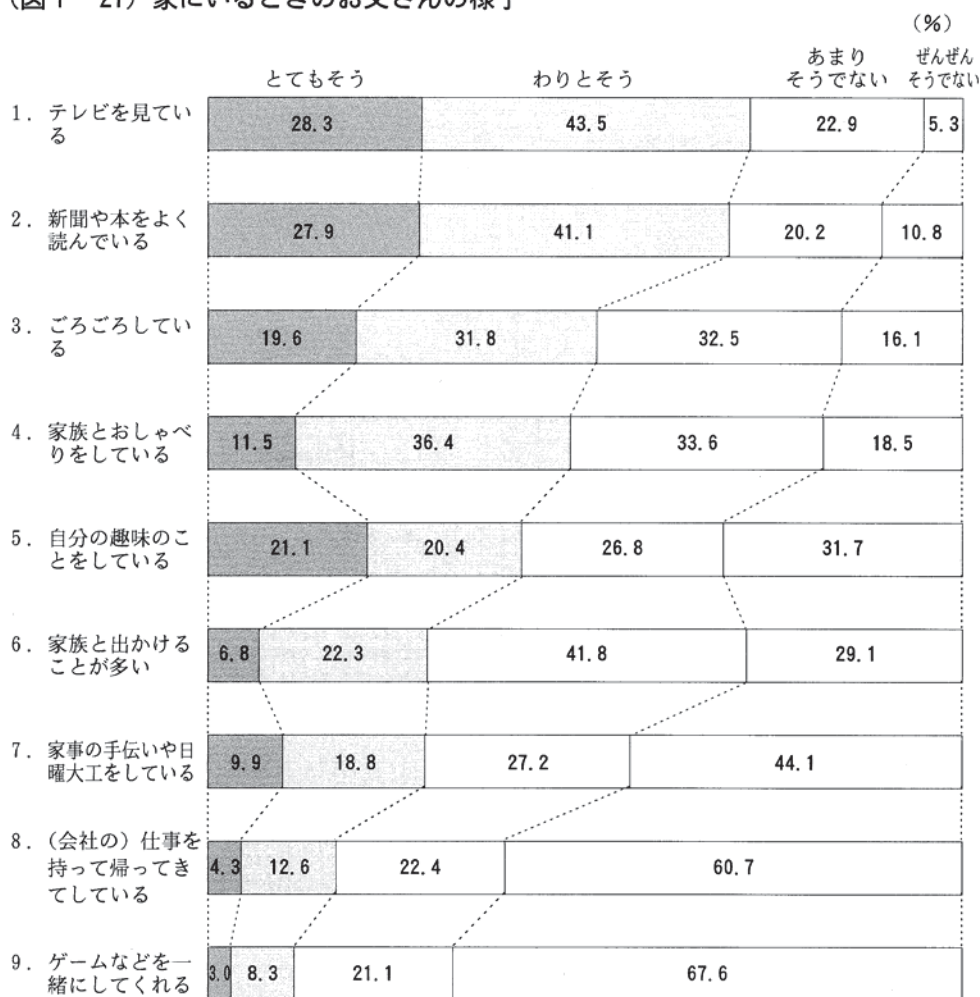 (図1-21) 家にいるときのお父さんの様子
(%)
とてもそう わりとそう あまり そうでない ぜんぜん そうでない
1. テレビを見てい
る
28.3 43.5 22.9 5.3
2. 新聞や本をよく
読んでいる
27.9 41.1 20.2 10.8
3. ごろごろしてい
る
19.6 31.8 32.5 16.1
4. 家族とおしゃべ
りをしている
11.5 36.4 33.6 18.5
5. 自分の趣味のこ
とをしている
21.1 20.4 26.8 31.7
6. 家族と出かける
ことが多い
6.8 22.3 41.8 29.1
7. 家事の手伝いや日
曜大工をしている
9.9 18.8 27.2 44.1
8. (会社の) 仕事を
持って帰ってき
てしている
4.3 12.6 22.4 60.7
9. ゲームなどを一
緒にしてくれる
3.0 8.3 21.1 67.6